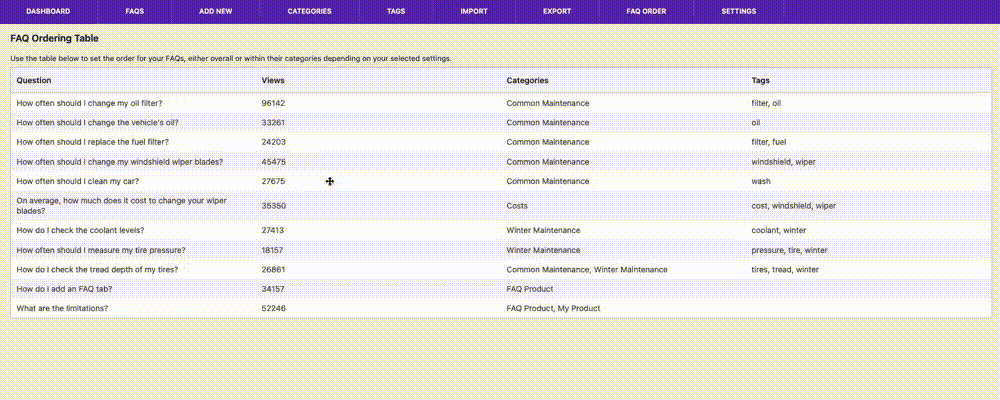 DASHBOARD FAQS ADD NEW CATEGORIES TAGS IMPORT EXPORT FAQ ORDER SETTINGS
FAQ Ordering Table
Use the table below to set the order for your FAQs, either overall or within their categories depending on your selected settings.
Question Views Categories Tags
How often should I change my oil filter? 96142 Common Maintenance filter, oil
How often should I change the vehicle's oil? 33261 Common Maintenance oil
How often should I replace the fuel filter? 24203 Common Maintenance filter, fuel
How often should I change my windshield wiper blades? 45475 Common Maintenance windshield, wiper
How often should I clean my car? 27675 Common Maintenance wash
On average, how much does it cost to change your wiper
blades? 35350 Costs cost, windshield, wiper
How do I check the coolant levels? 27413 Winter Maintenance coolant, winter
How often should I measure my tire pressure? 18157 Winter Maintenance pressure, tire, winter
How do I check the tread depth of my tires? 26861 Common Maintenance, Winter Maintenance tires, tread, winter
How do I add an FAQ tab? 34157 FAQ Product
What are the limitations? 52246 FAQ Product, My Product